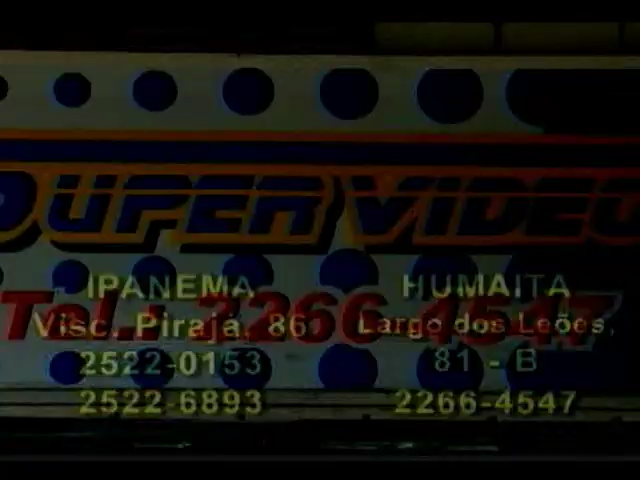 SUPER VIDEO
Tel.: 2266-4547
IPANEMA
Visc. Pirajá, 86
2522-0153
2522-6893
HUMAITA
Largo dos Leões,
81 - B
2266-4547